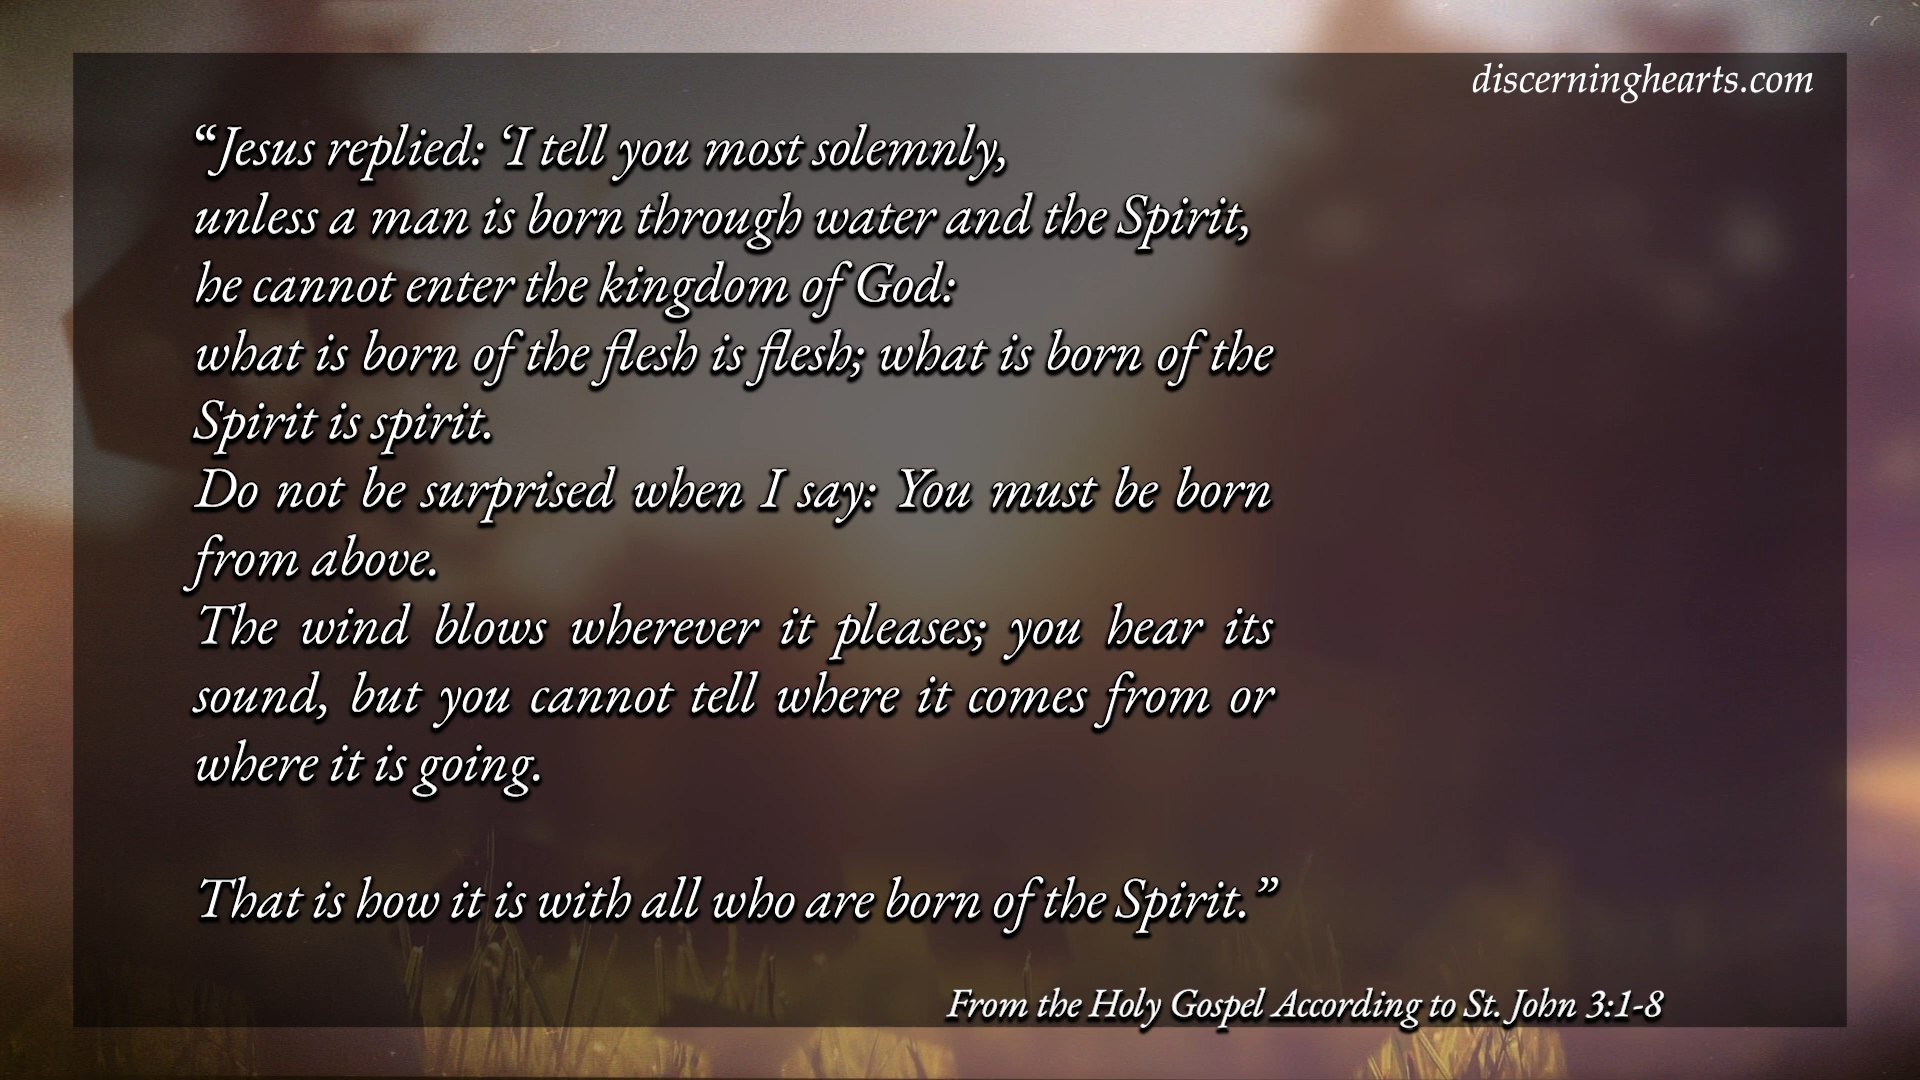 discerninghearts.com
“Jesus replied: ‘I tell you most solemnly,
unless a man is born through water and the Spirit,
he cannot enter the kingdom of God:
what is born of the flesh is flesh; what is born of the
Spirit is spirit.
Do not be surprised when I say: You must be born
from above.
The wind blows wherever it pleases; you hear its
sound, but you cannot tell where it comes from or
where it is going.
That is how it is with all who are born of the Spirit.”
From the Holy Gospel According to St. John 3:1-8